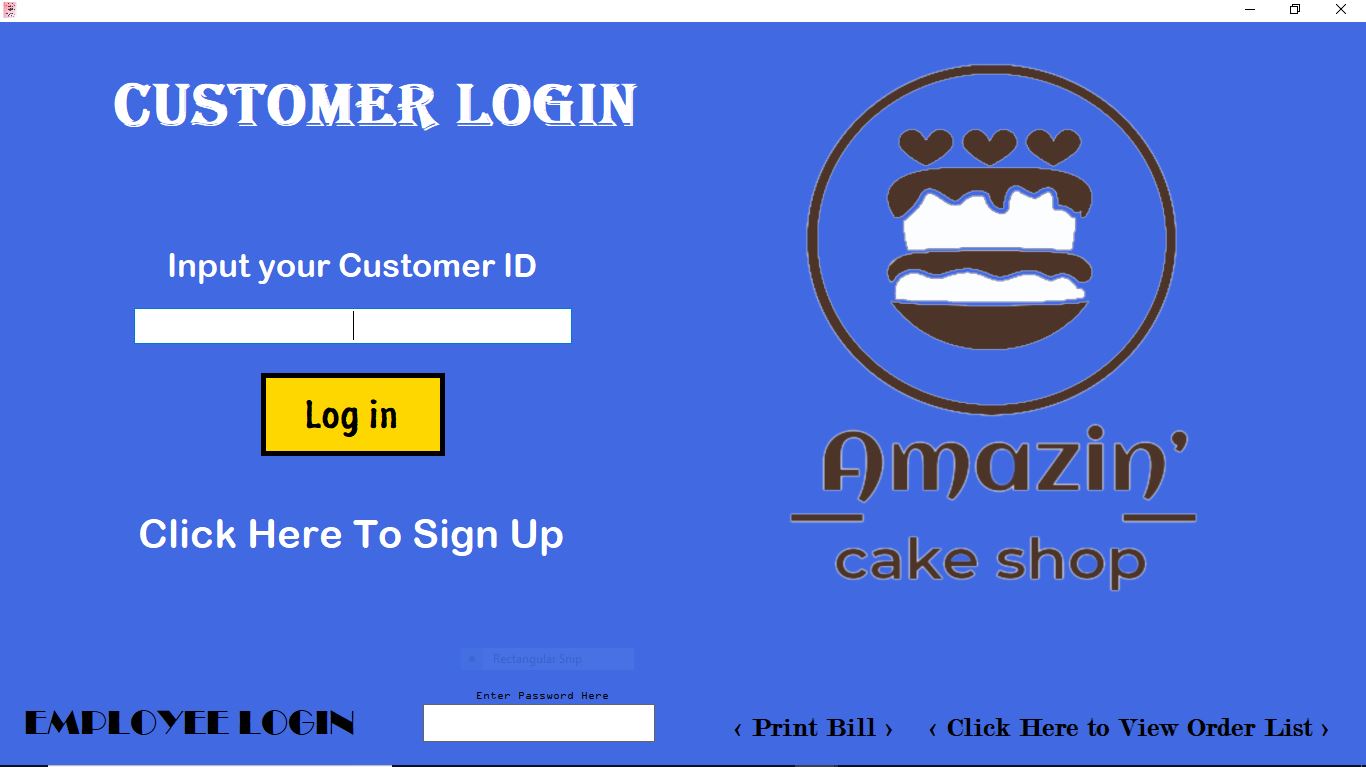 CUSTOMER LOGIN
Input your Customer ID
Log in
Click Here To Sign Up
Amazin’
cake shop
Rectangular Snip
Enter Password Here
EMPLOYEE LOGIN
‹ Print Bill ›
‹ Click Here to View Order List ›